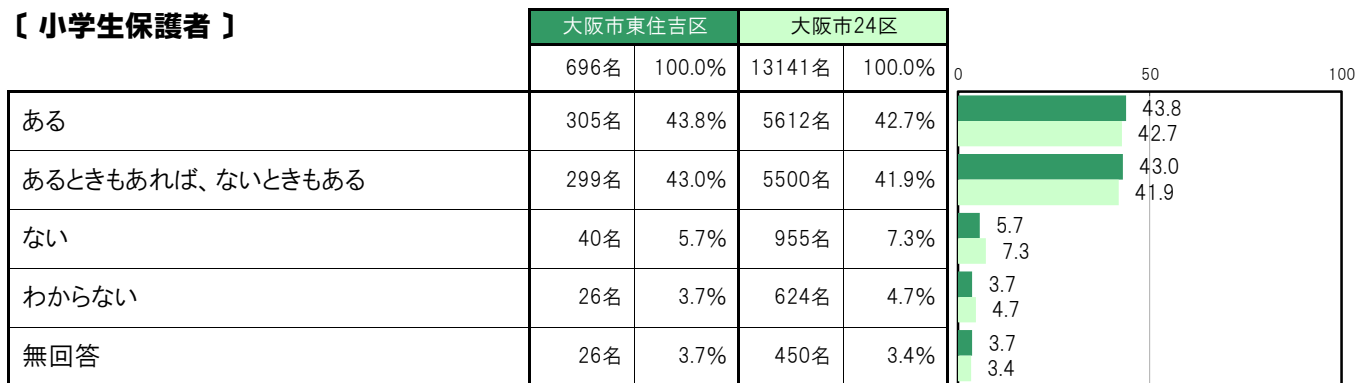 〔 小学生保護者 〕
大阪市東住吉区 大阪市24区
696名 100.0% 13141名 100.0%
0 50 100
ある 305名 43.8% 5612名 42.7%
43.8
42.7
あるときもあれば、ないときもある 299名 43.0% 5500名 41.9%
43.0
41.9
ない 40名 5.7% 955名 7.3%
5.7
7.3
わからない 26名 3.7% 624名 4.7%
3.7
4.7
無回答 26名 3.7% 450名 3.4%
3.7
3.4